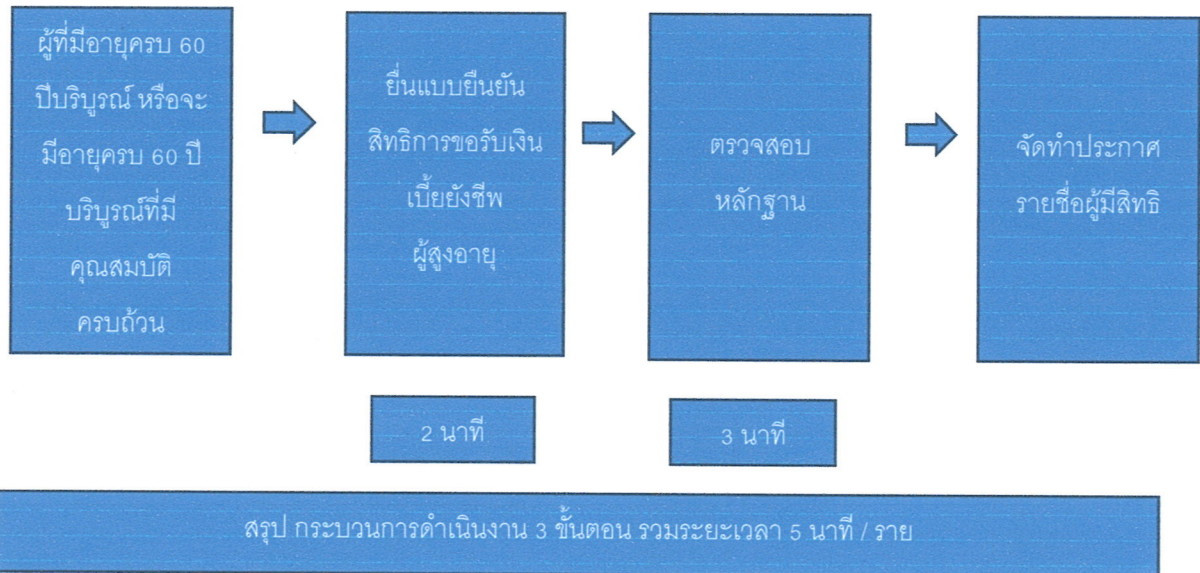 ผู้ที่มีอายุครบ 60
ปีบริบูรณ์ หรือจะ
มีอายุครบ 60 ปี
บริบูรณ์ที่มี
คุณสมบัติ
ครบถ้วน
ยื่นแบบยืนยัน
สิทธิการขอรับเงิน
เบี้ยยังชีพ
ผู้สูงอายุ
ตรวจสอบ
หลักฐาน
จัดทำประกาศ
รายชื่อผู้มีสิทธิ
2 นาที
3 นาที
สรุป กระบวนการดำเนินงาน 3 ขั้นตอน รวมระยะเวลา 5 นาที / ราย